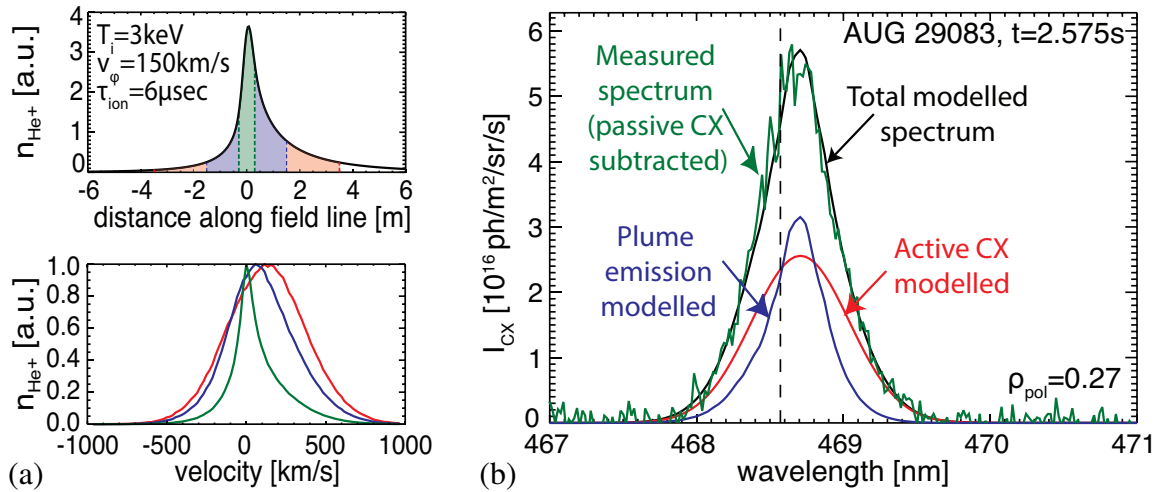 T_i=3keV
v_φ=150km/s
τ_ion=6µsec
n_He+ [a.u.]
4
3
2
1
0
-6 -4 -2 0 2 4 6
distance along field line [m]
n_He+ [a.u.]
1.0
0.8
0.6
0.4
0.2
0.0
-1000 -500 0 500 1000
velocity [km/s]
(a)
AUG 29083, t=2.575s
Measured
spectrum
(passive CX
subtracted)
Total modelled
spectrum
Plume
emission
modelled
Active CX
modelled
ρ_pol=0.27
I_CX [10^16 ph/m²/sr/s]
6
5
4
3
2
1
0
467 468 469 470 471
wavelength [nm]
(b)